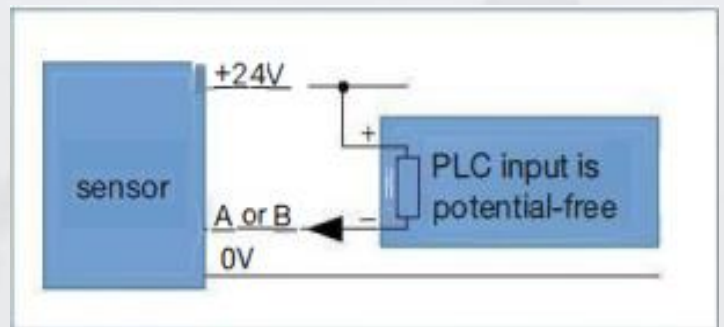 +24V
+
sensor
PLC input is
potential-free
A or B
–
0V